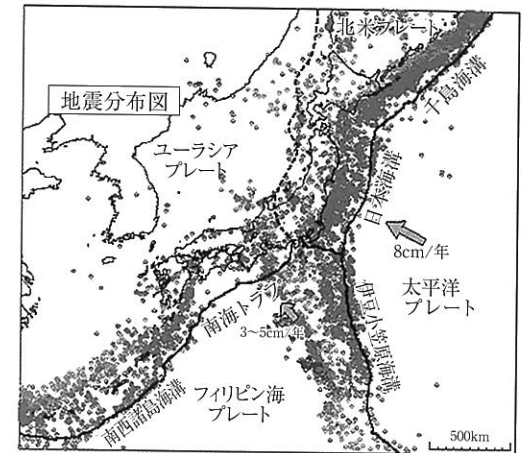 北米プレート
千島海溝
地震分布図
ユーラシア
プレート
日本海溝
8cm/年
太平洋
プレート
南海トラフ
3～5cm/年
伊豆小笠原海溝
フィリピン海
プレート
南西諸島海溝
500km